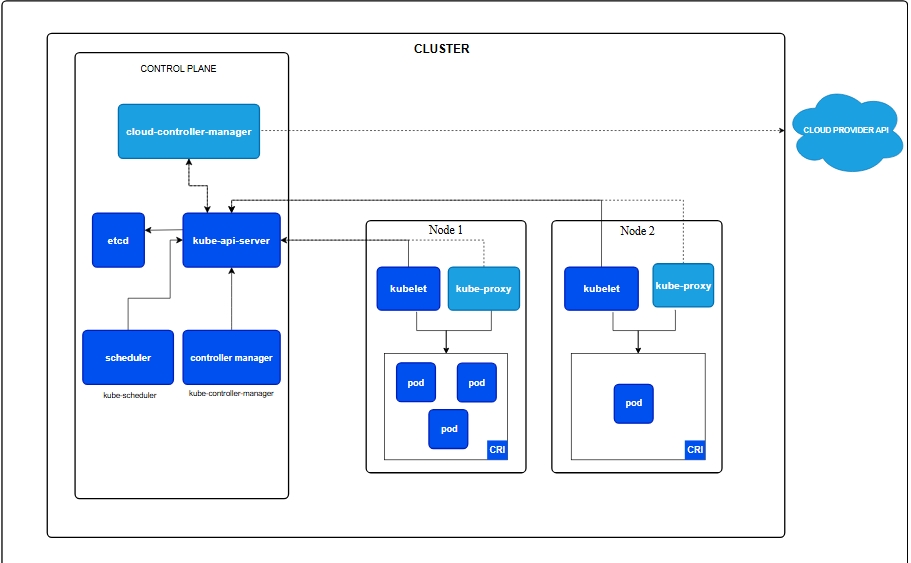 CLUSTER
CONTROL PLANE
cloud-controller-manager
CLOUD PROVIDER API
etcd
kube-api-server
Node 1
Node 2
kubelet
kube-proxy
kubelet
kube-proxy
scheduler
controller manager
kube-scheduler
kube-controller-manager
pod
pod
pod
CRI
pod
CRI